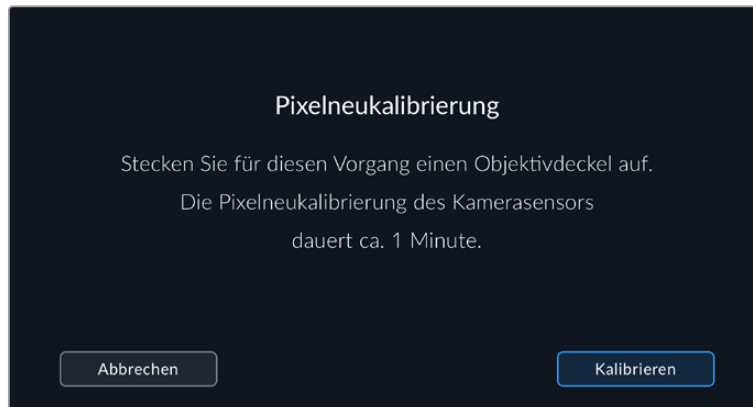 Pixelneukalibrierung
Stecken Sie für diesen Vorgang einen Objektivdeckel auf.
Die Pixelneukalibrierung des Kamerasensors
dauert ca. 1 Minute.
Abbrechen
Kalibrieren